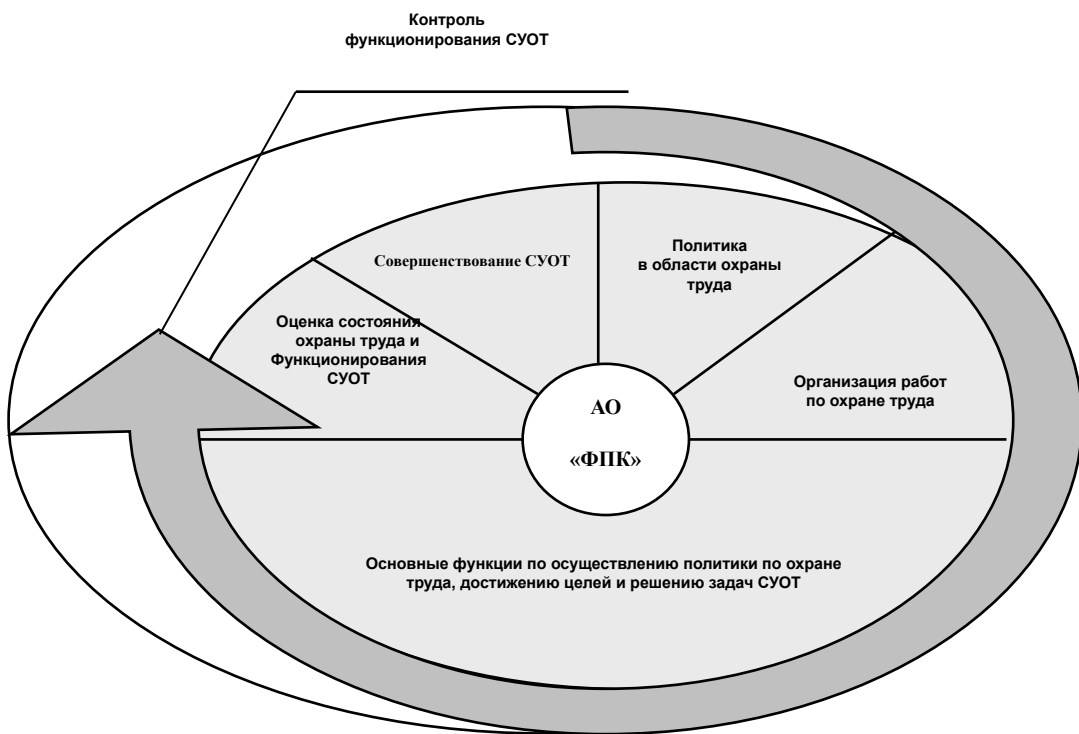 Контроль
функционирования СУОТ
Совершенствование СУОТ
Политика
в области охраны
труда
Оценка состояния
охраны труда и
Функционирования
СУОТ
Организация работ
по охране труда
АО
«ФПК»
Основные функции по осуществлению политики по охране
труда, достижению целей и решению задач СУОТ